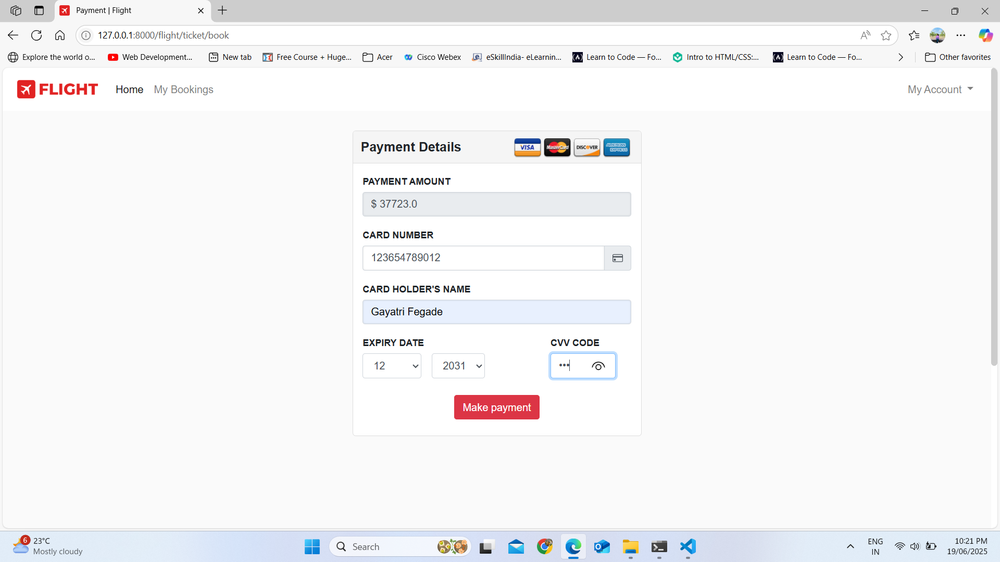 Payment | Flight
127.0.0.1:8000/flight/ticket/book
Explore the world o...
Web Development...
New tab
Free Course + Huge...
Acer
Cisco Webex
eSkillIndia- eLearnin...
Learn to Code — Fo...
Intro to HTML/CSS:...
Learn to Code — Fo...
Other favorites
FLIGHT
Home
My Bookings
My Account
Payment Details
VISA
MasterCard
DISCOVER
AMERICAN
EXPRESS
PAYMENT AMOUNT
$ 37723.0
CARD NUMBER
123654789012
CARD HOLDER'S NAME
Gayatri Fegade
EXPIRY DATE
CVV CODE
12
2031
•••
Make payment
6
23°C
Mostly cloudy
Search
ENG
IN
10:21 PM
19/06/2025